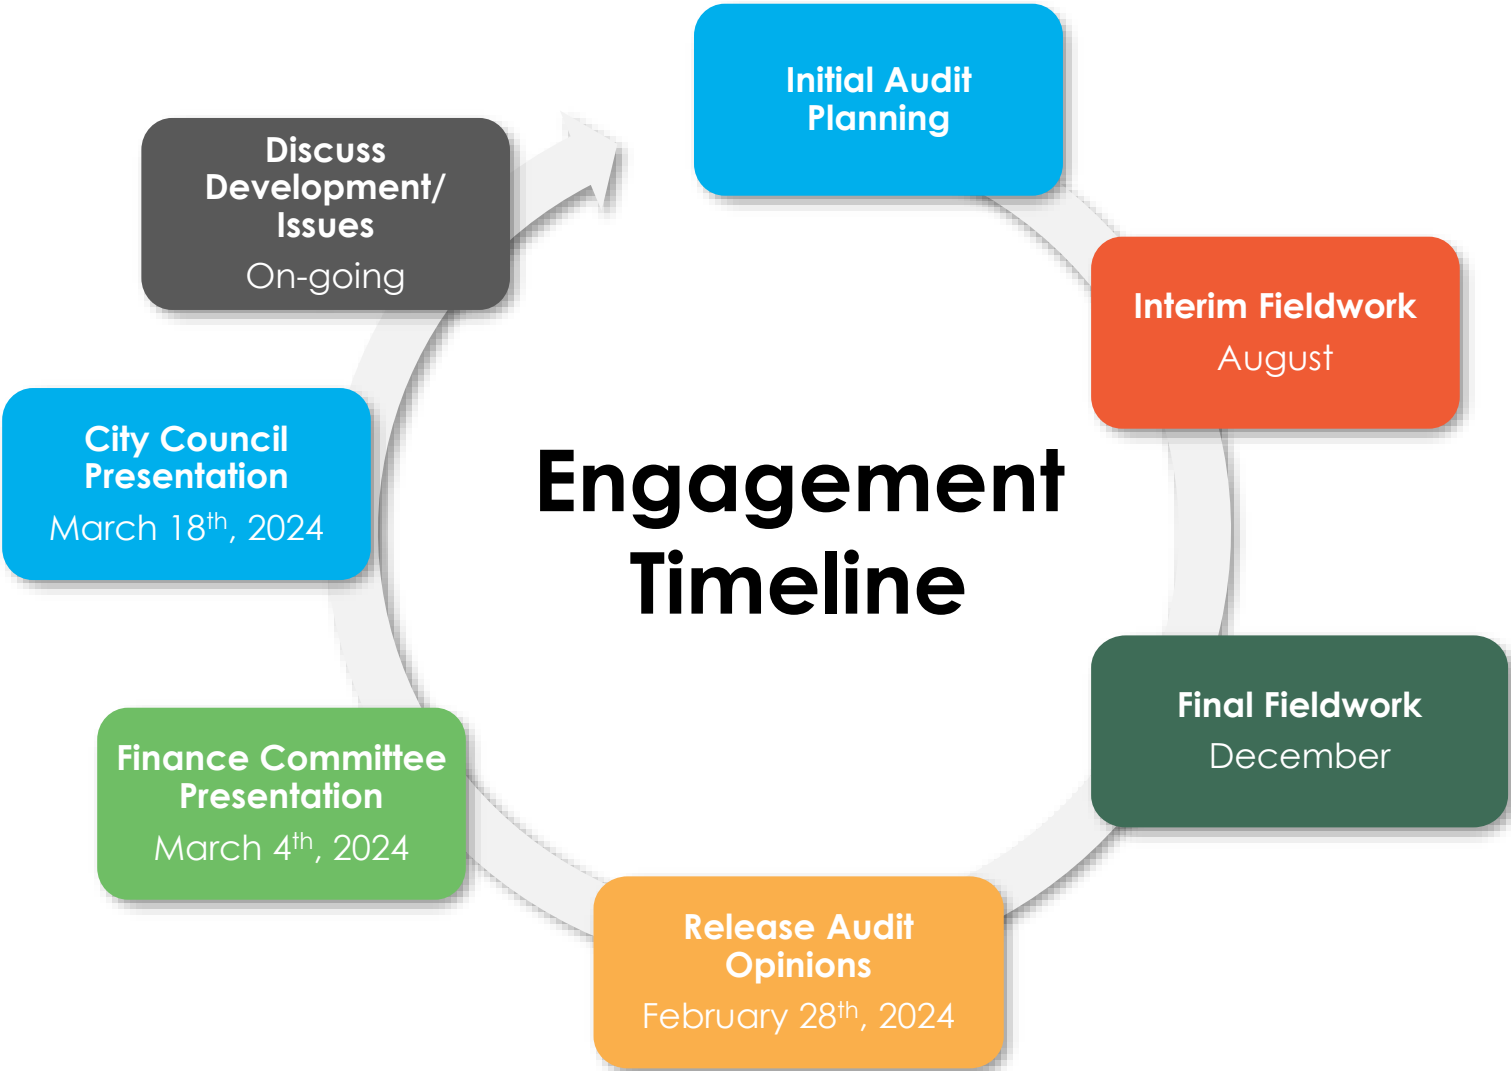 Engagement
Timeline
Initial Audit
Planning
Interim Fieldwork
August
Final Fieldwork
December
Release Audit
Opinions
February 28th, 2024
Finance Committee
Presentation
March 4th, 2024
City Council
Presentation
March 18th, 2024
Discuss
Development/
Issues
On-going